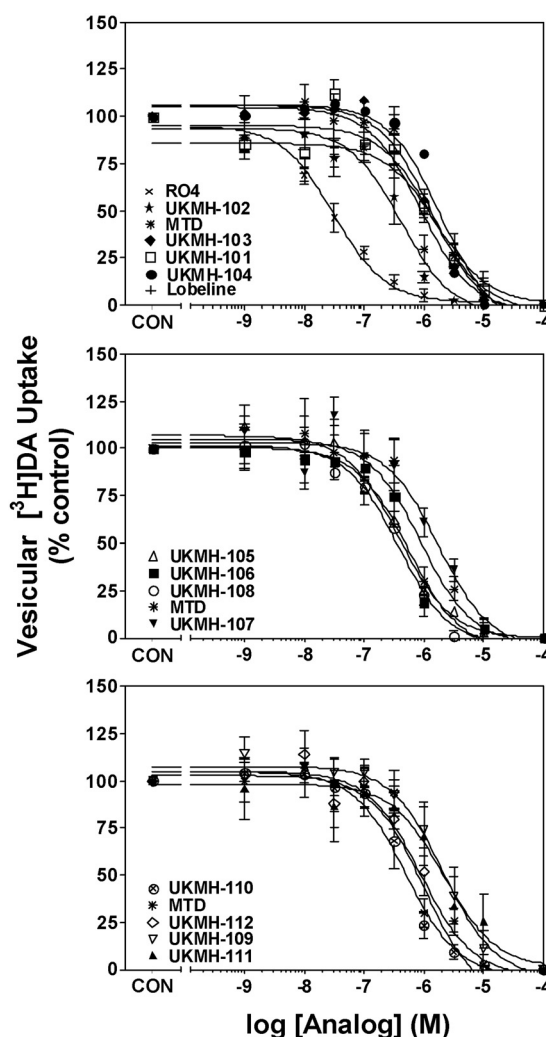 Vesicular [³H]DA Uptake
(% control)
150
125
100
75
50
25
0
RO4
UKMH-102
MTD
UKMH-103
UKMH-101
UKMH-104
Lobeline
CON
-9
-8
-7
-6
-5
-4
150
125
100
75
50
25
0
UKMH-105
UKMH-106
UKMH-108
MTD
UKMH-107
CON
-9
-8
-7
-6
-5
-4
150
125
100
75
50
25
0
UKMH-110
MTD
UKMH-112
UKMH-109
UKMH-111
CON
-9
-8
-7
-6
-5
-4
log [Analog] (M)